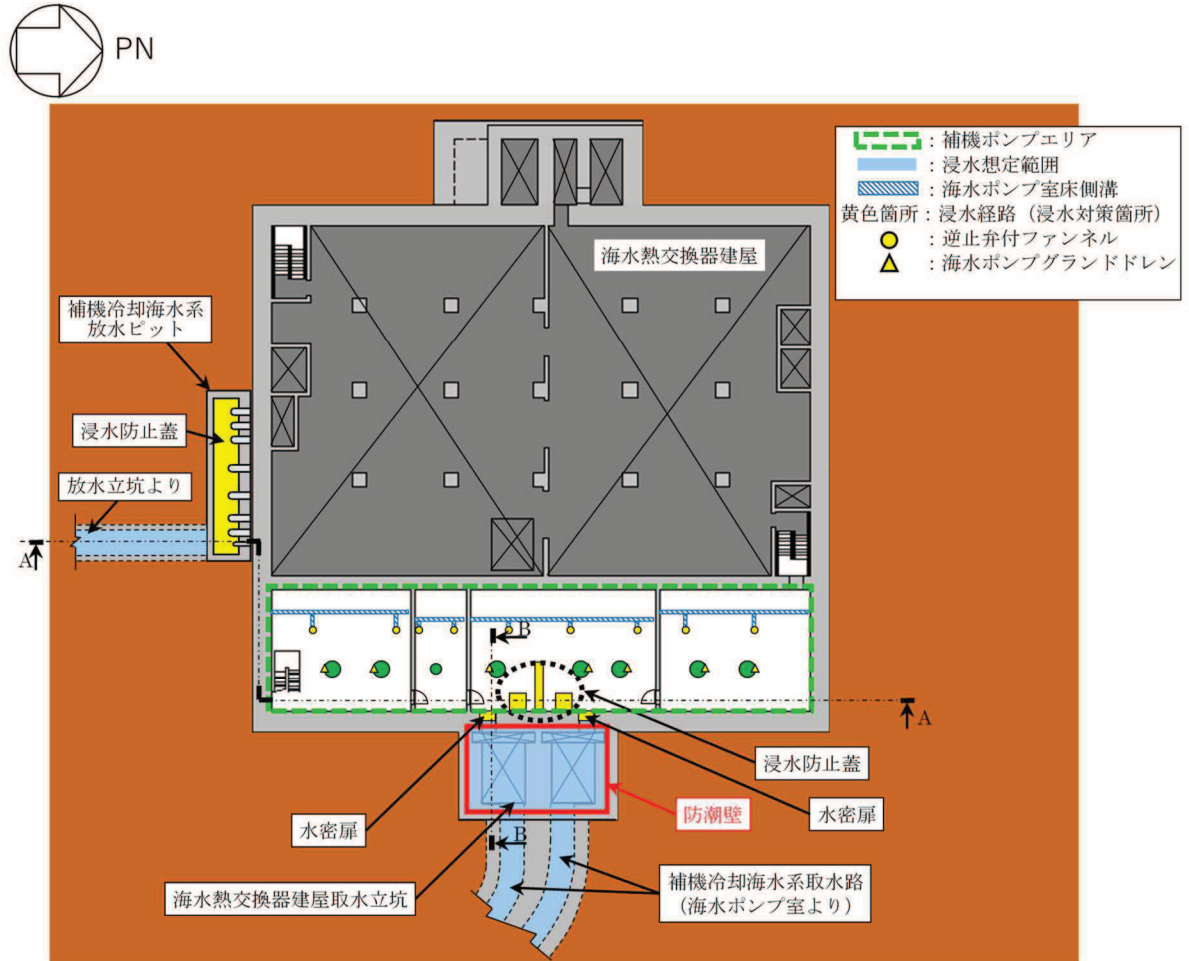 PN
：補機ポンプエリア
：浸水想定範囲
：海水ポンプ室床側溝
黄色箇所：浸水経路（浸水対策箇所）
：逆止弁付ファンネル
：海水ポンプグランドドレン
海水熱交換器建屋
補機冷却海水系
放水ピット
浸水防止蓋
放水立坑より
A
B
A
浸水防止蓋
水密扉
防潮壁
水密扉
B
海水熱交換器建屋取水立坑
補機冷却海水系取水路
（海水ポンプ室より）